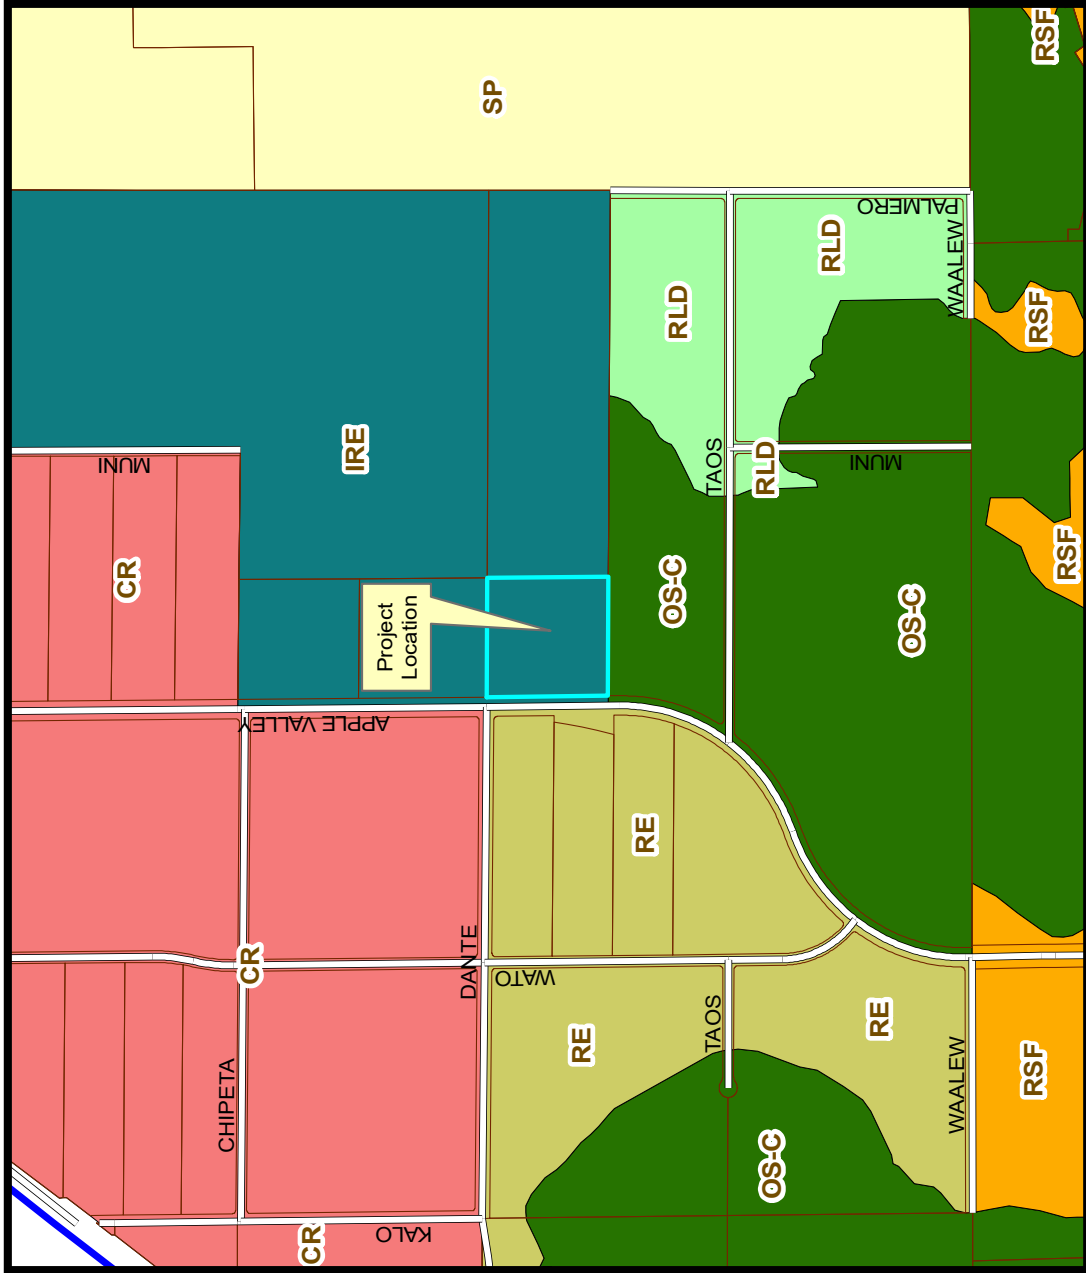 RSF
SP
PALMERO
WAALEW
RLD
RLD
RSF
MUNI
IRE
TAOS
RLD
MUNI
CR
RSF
OS-C
OS-C
Project
Location
APPLE VALLEY
RE
CR
DANTE
WATO
TAOS
RE
RE
WAALEW
RSF
CHIPETA
OS-C
KALO
CR